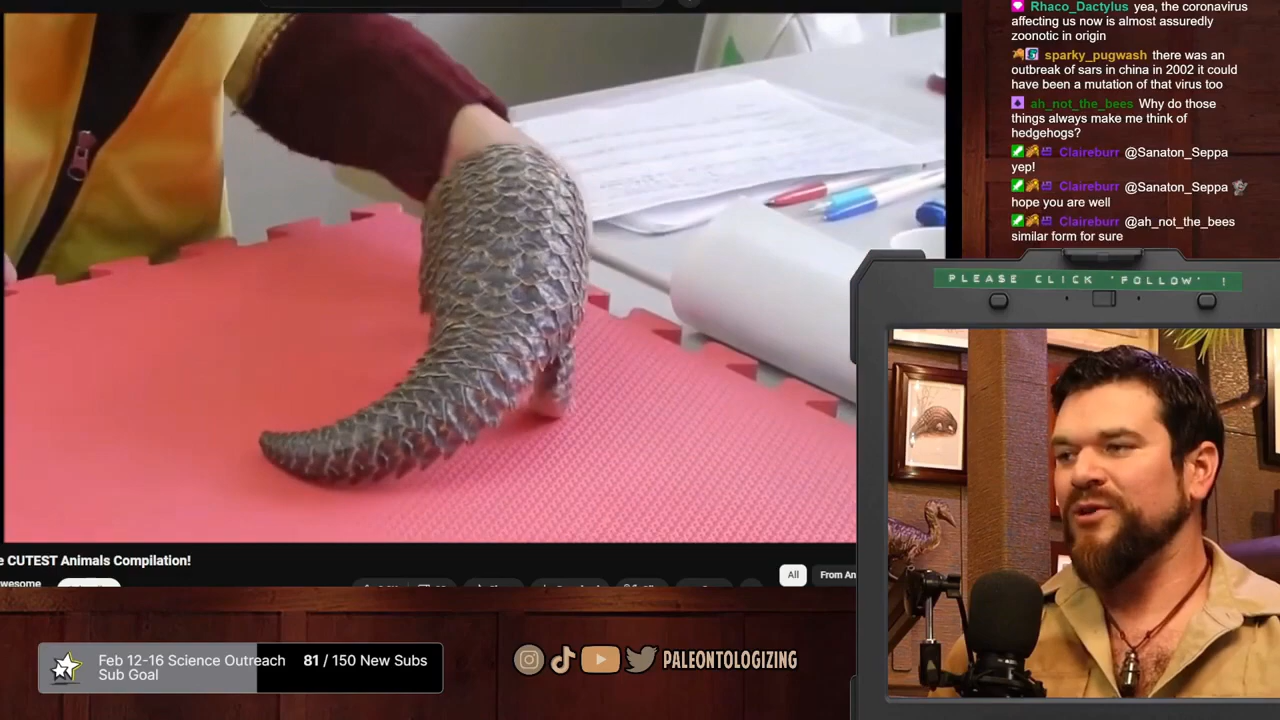 Rhaco_Dactylus yea, the coronavirus
affecting us now is almost assuredly
zoonotic in origin
sparky_pugwash there was an
outbreak of sars in china in 2002 it could
have been a mutation of that virus too
ah_not_the_bees Why do those
things always make me think of
hedgehogs?
Claireburr @Sanaton_Seppa
yep!
Claireburr @Sanaton_Seppa
hope you are well
Claireburr @ah_not_the_bees
similar form for sure
PLEASE CLICK 'FOLLOW' !
e CUTEST Animals Compilation!
wesome
All
From An
Feb 12-16 Science Outreach
Sub Goal
81 / 150 New Subs
PALEONTOLOGIZING